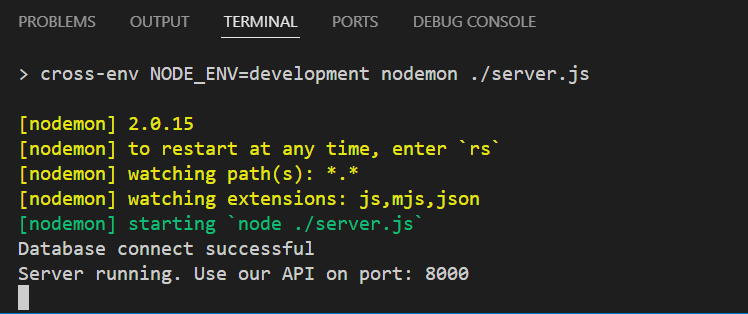 PROBLEMS OUTPUT TERMINAL PORTS DEBUG CONSOLE
> cross-env NODE_ENV=development nodemon ./server.js
[nodemon] 2.0.15
[nodemon] to restart at any time, enter `rs`
[nodemon] watching path(s): *.*
[nodemon] watching extensions: js,mjs,json
[nodemon] starting `node ./server.js`
Database connect successful
Server running. Use our API on port: 8000